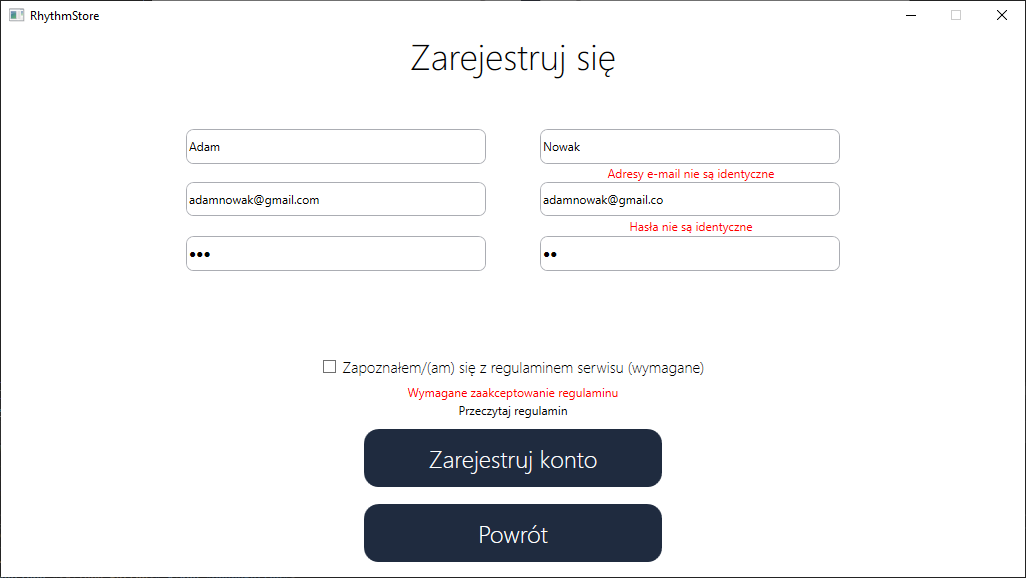 RhythmStore
Zarejestruj się
Adam
Nowak
Adresy e-mail nie są identyczne
adamnowak@gmail.com
adamnowak@gmail.co
Hasła nie są identyczne
•••
••
Zapoznałem/(am) się z regulaminem serwisu (wymagane)
Wymagane zaakceptowanie regulaminu
Przeczytaj regulamin
Zarejestruj konto
Powrót